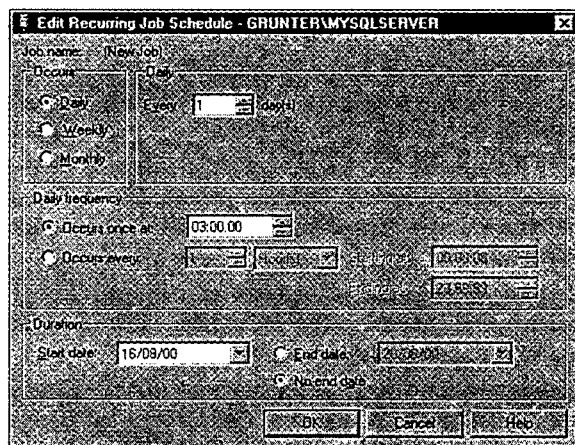 Edit Recurring Job Schedule - GRUNTER\MYSQLSERVER
Job name: (New Job)
Occurs
Daily
Weekly
Monthly
Daily
Every 1 day(s)
Daily frequency
Occurs once at: 03:00:00
Occurs every:
Duration
Start date: 16/08/00
End date:
No end date
OK Cancel Help